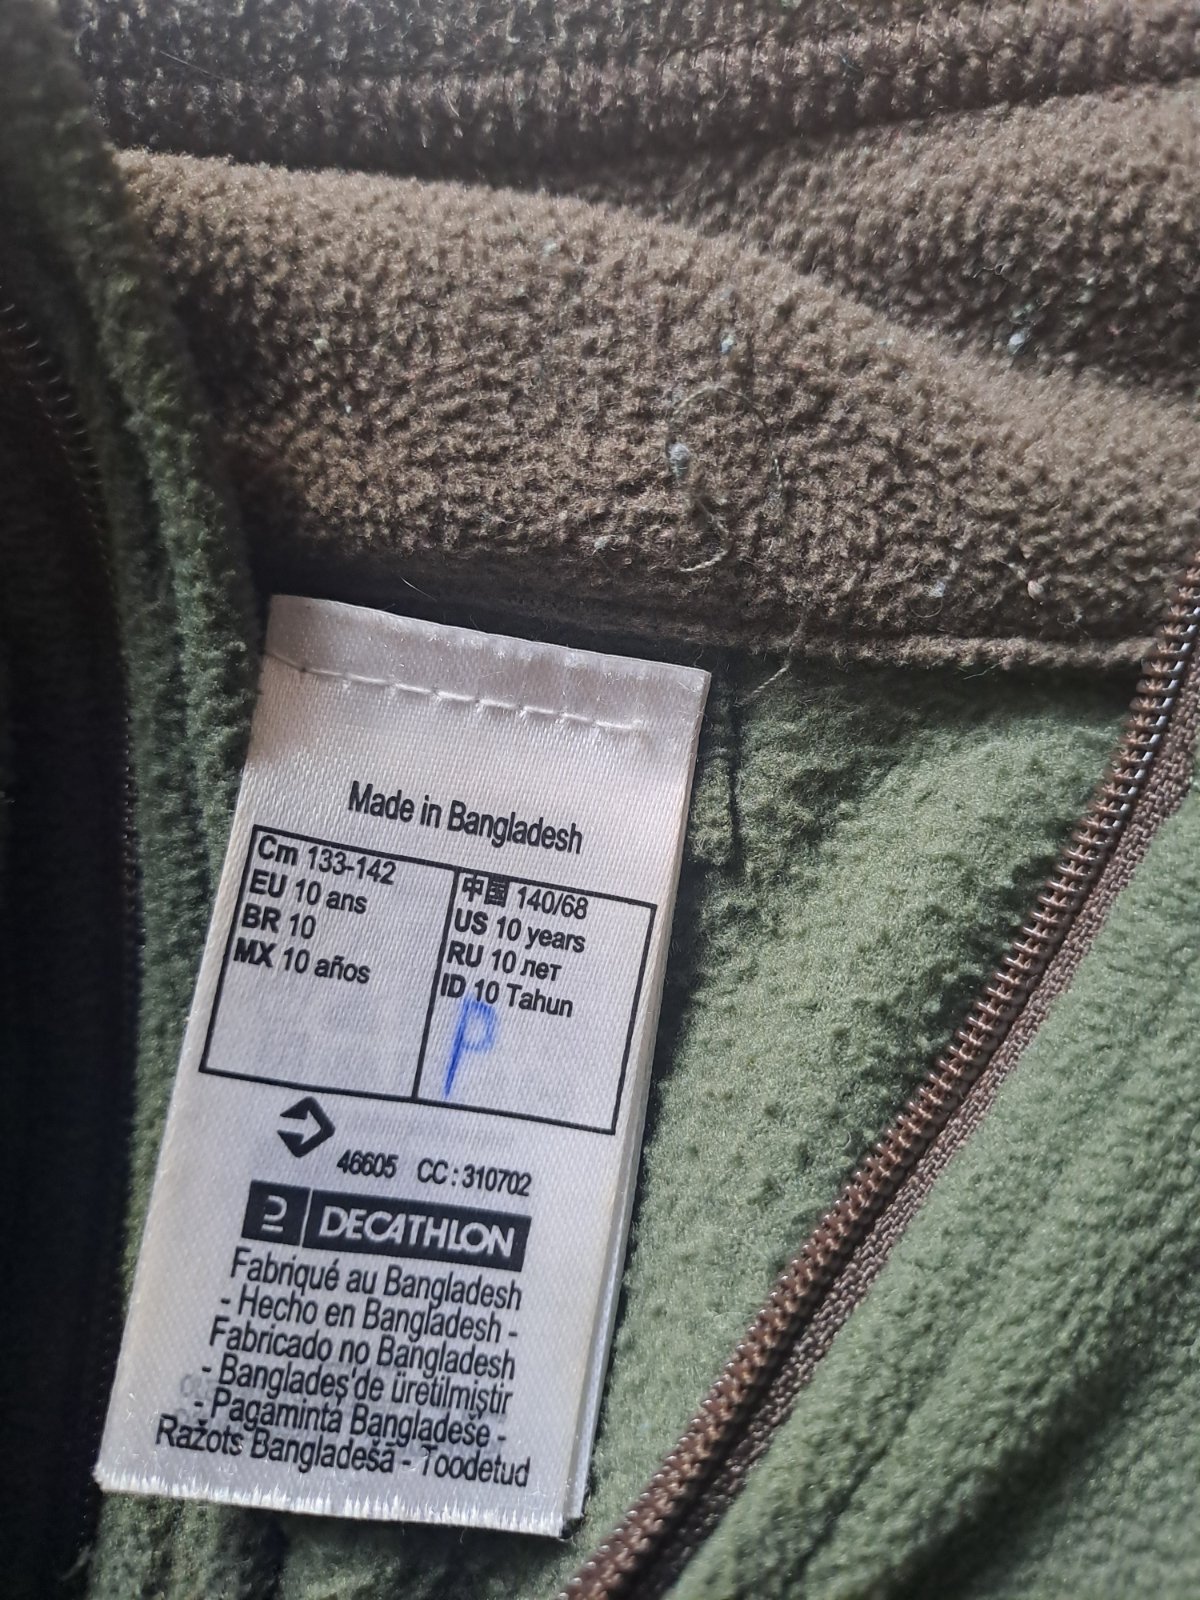 Made in Bangladesh
Cm 133-142
EU 10 ans
BR 10
MX 10 años
中国 140/68
US 10 years
RU 10 лет
ID 10 Tahun
P
46605 CC : 310702
DECATHLON
Fabriqué au Bangladesh
- Hecho en Bangladesh -
Fabricado no Bangladesh
- Bangladeş'de üretilmiştir
- Pagaminta Bangladeše -
Ražots Bangladešā - Toodetud